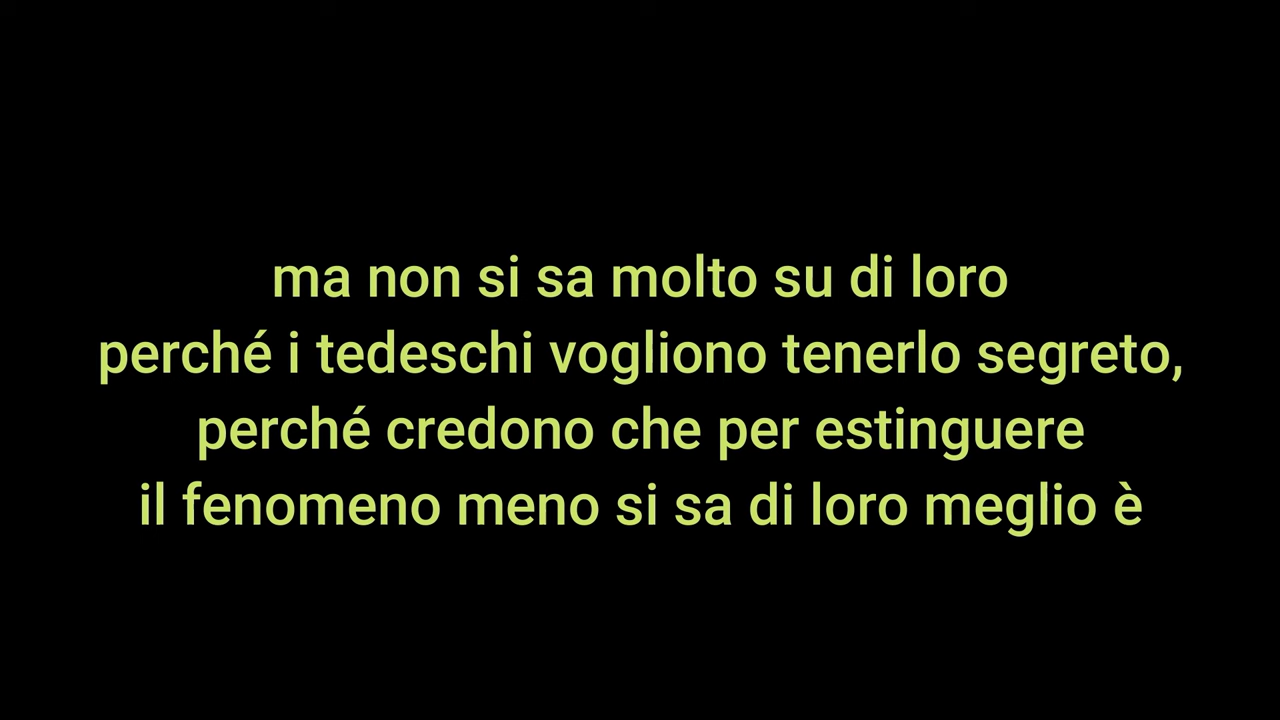 ma non si sa molto su di loro
perché i tedeschi vogliono tenerlo segreto,
perché credono che per estinguere
il fenomeno meno si sa di loro meglio è